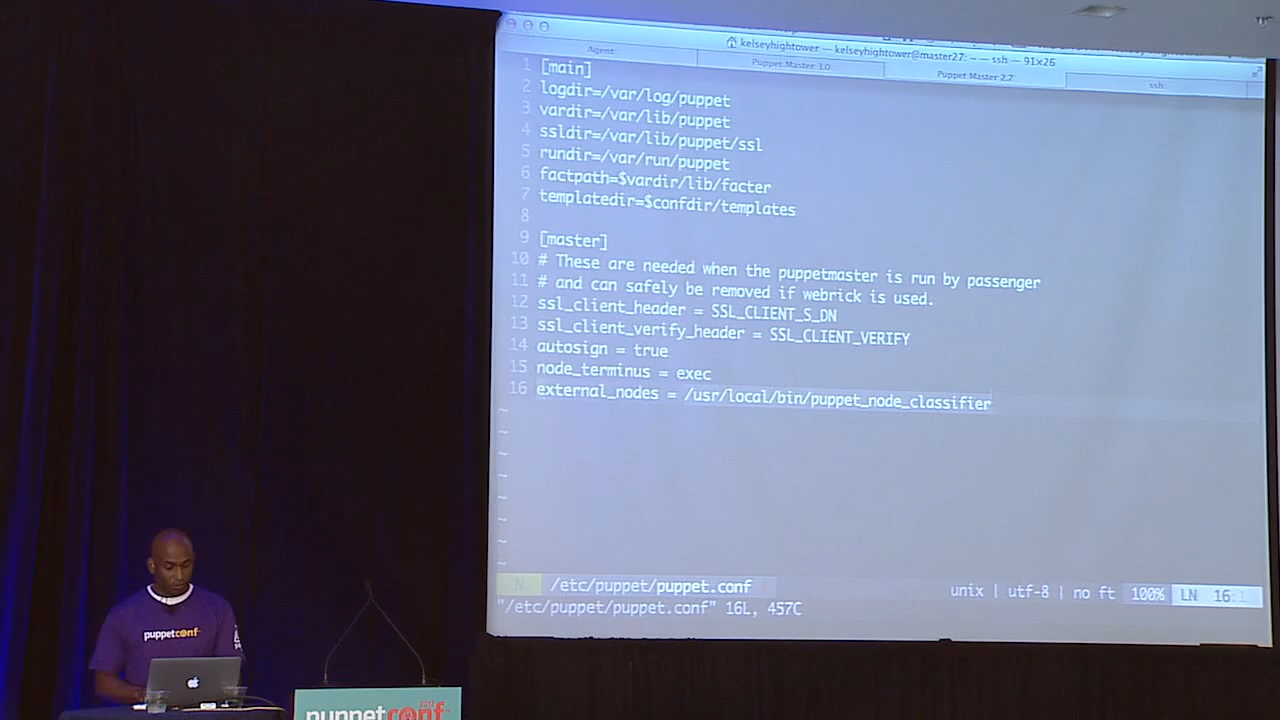 kelseyhightower — kelseyhightower@master27: ~ — ssh — 91×26
Agent
Puppet Master 3.0
Puppet Master 2.7
ssh
1 [main]
2 logdir=/var/log/puppet
3 vardir=/var/lib/puppet
4 ssldir=/var/lib/puppet/ssl
5 rundir=/var/run/puppet
6 factpath=$vardir/lib/facter
7 templatedir=$confdir/templates
8
9 [master]
10 # These are needed when the puppetmaster is run by passenger
11 # and can safely be removed if webrick is used.
12 ssl_client_header = SSL_CLIENT_S_DN
13 ssl_client_verify_header = SSL_CLIENT_VERIFY
14 autosign = true
15 node_terminus = exec
16 external_nodes = /usr/local/bin/puppet_node_classifier
~
~
~
~
~
~
~
~
N /etc/puppet/puppet.conf unix | utf-8 | no ft 100% LN 16:
"/etc/puppet/puppet.conf" 16L, 457C
puppetconf
2012
puppetconf